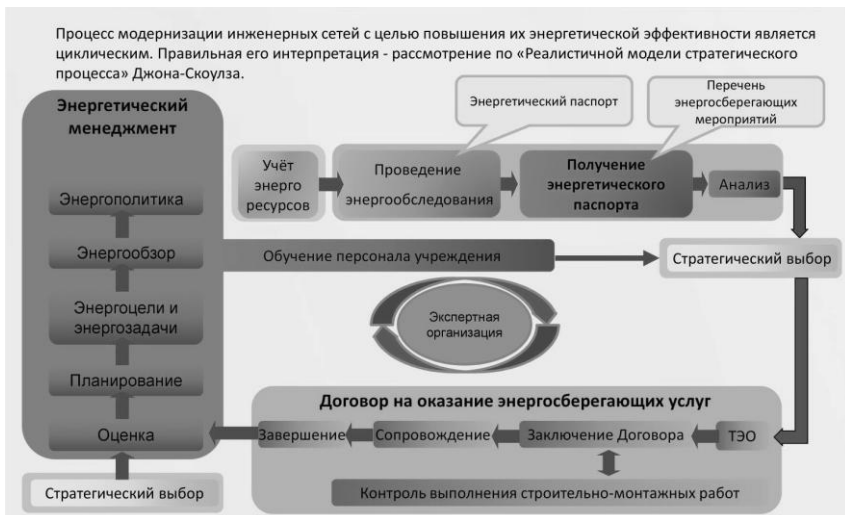 Процесс модернизации инженерных сетей с целью повышения их энергетической эффективности является
циклическим. Правильная его интерпретация - рассмотрение по «Реалистичной модели стратегического
процесса» Джона-Скоулза.
Энергетический
менеджмент
Энергополитика
Энергообзор
Энергоцели и
энергозадачи
Планирование
Оценка
Стратегический выбор
Энергетический паспорт
Перечень
энергосберегающих
мероприятий
Учёт
энерго
ресурсов
Проведение
энергообследования
Получение
энергетического
паспорта
Анализ
Обучение персонала учреждения
Стратегический выбор
Экспертная
организация
Договор на оказание энергосберегающих услуг
Завершение
Сопровождение
Заключение Договора
ТЭО
Контроль выполнения строительно-монтажных работ